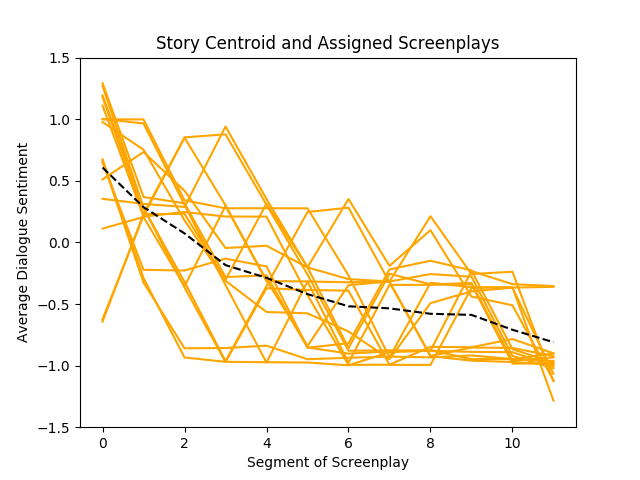 Story Centroid and Assigned Screenplays
Average Dialogue Sentiment
1.5
1.0
0.5
0.0
−0.5
−1.0
−1.5
0 2 4 6 8 10
Segment of Screenplay